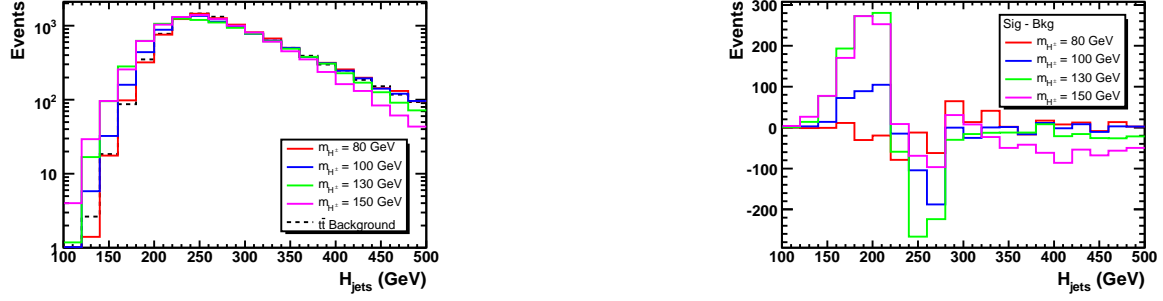 Events
10³
10²
10
1
m_H± = 80 GeV
m_H± = 100 GeV
m_H± = 130 GeV
m_H± = 150 GeV
tt̄ Background
100 150 200 250 300 350 400 450 500
H_jets (GeV)
Events
300
200
100
0
-100
-200
Sig - Bkg
m_H± = 80 GeV
m_H± = 100 GeV
m_H± = 130 GeV
m_H± = 150 GeV
100 150 200 250 300 350 400 450 500
H_jets (GeV)